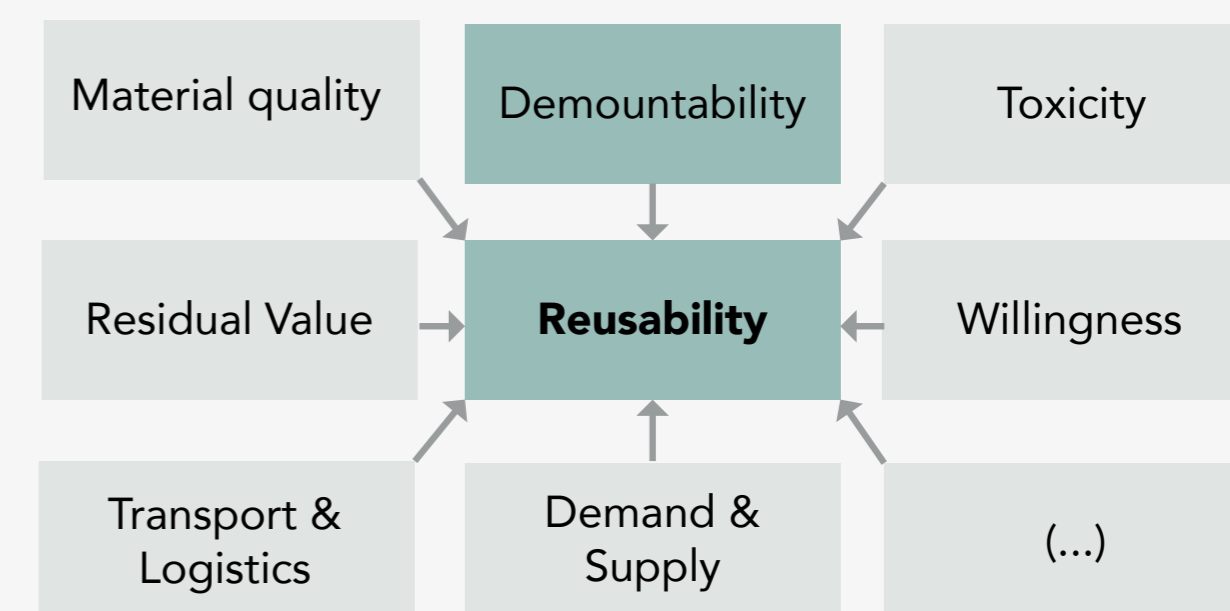 Material quality
Demountability
Toxicity
Residual Value
Reusability
Willingness
Transport &
Logistics
Demand &
Supply
(...)